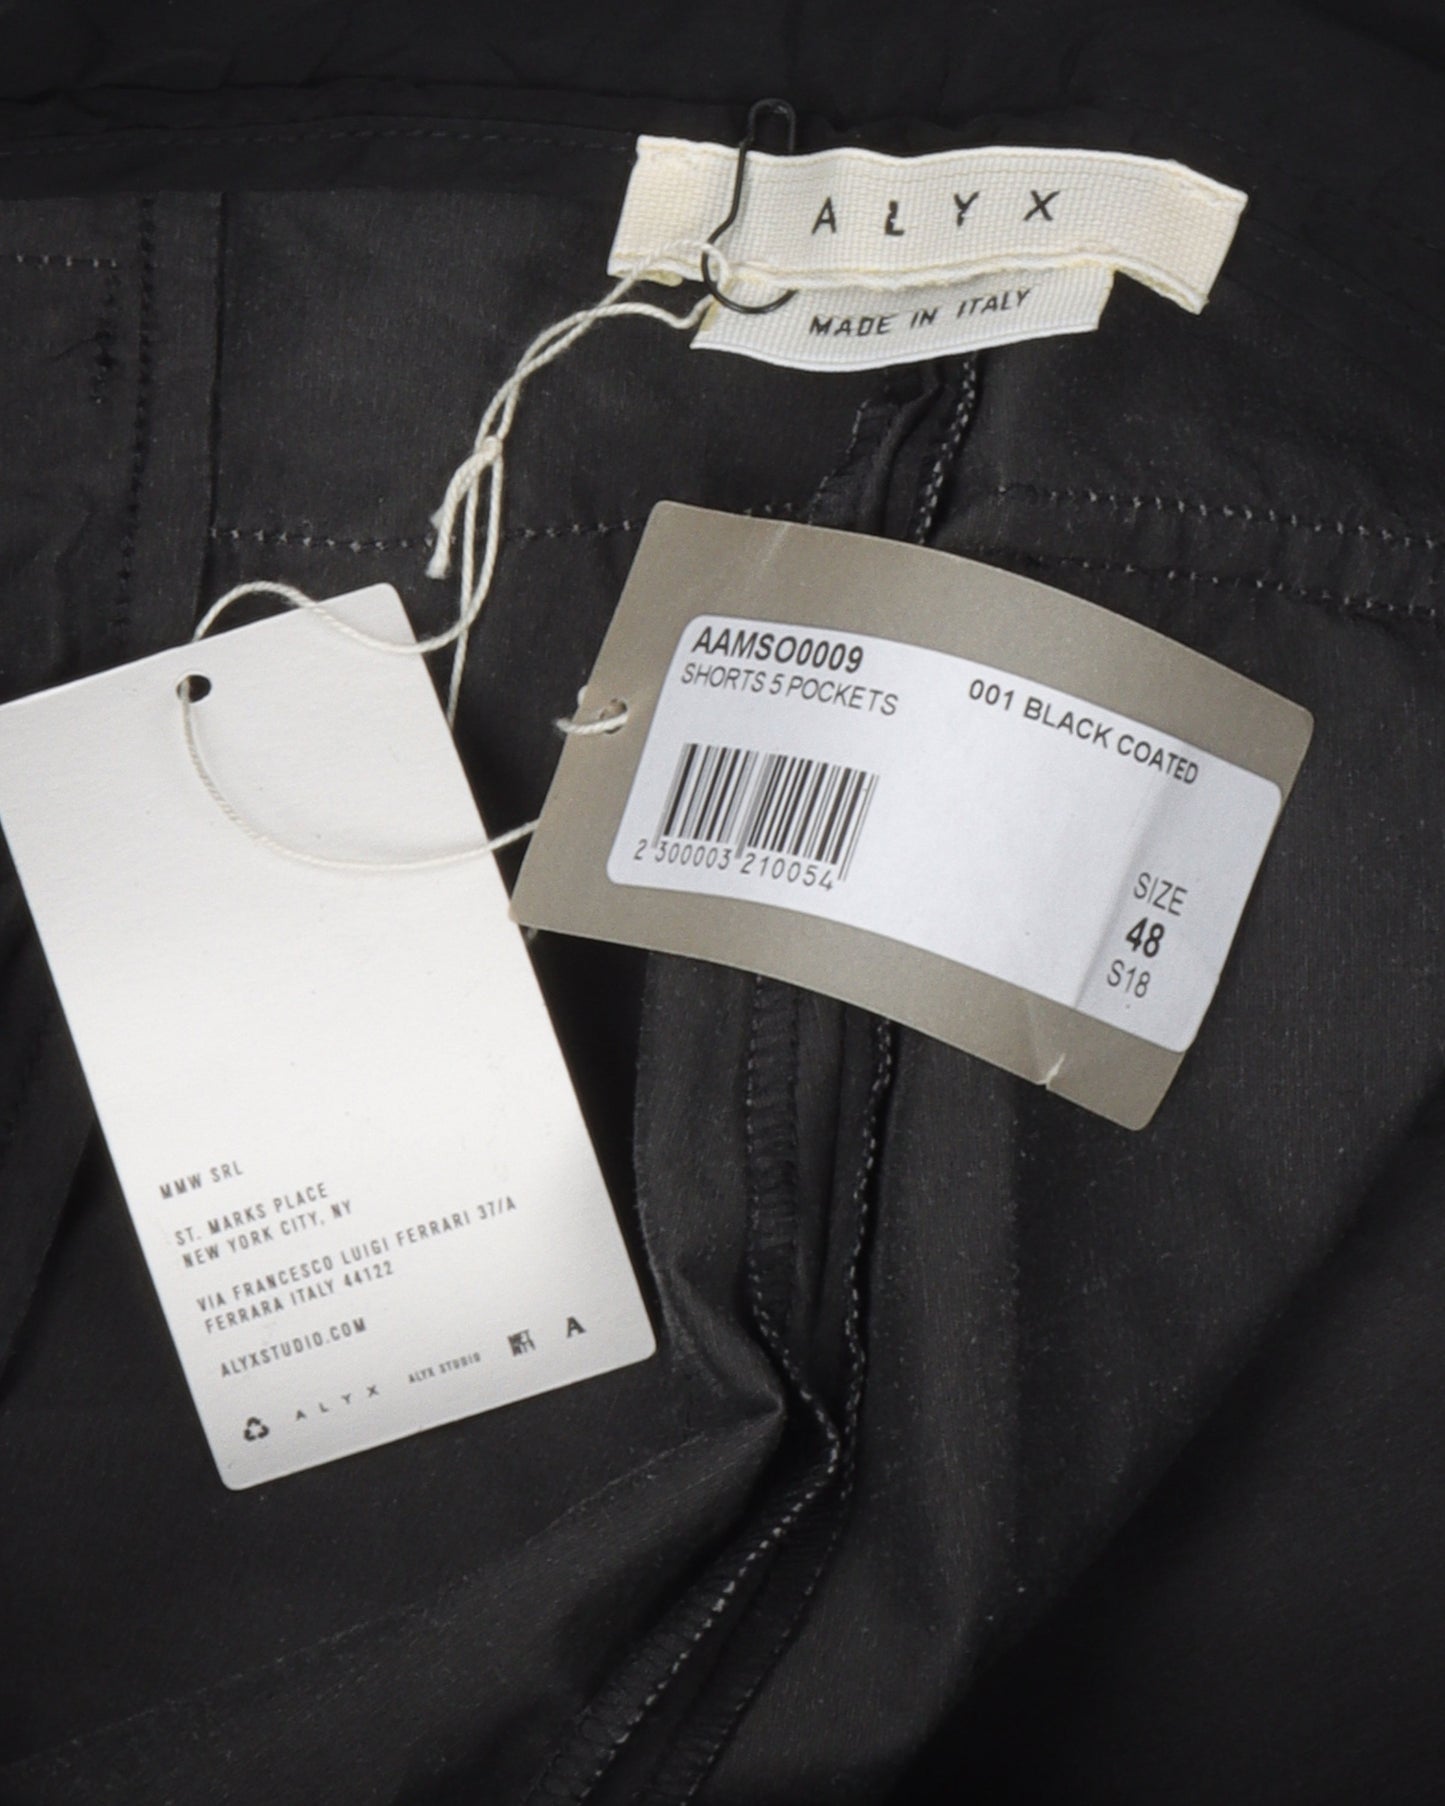 ALYX
MADE IN ITALY
AAMSO0009
SHORTS 5 POCKETS
001 BLACK COATED
2 300003 210054
SIZE
48
S18
MMW SRL
ST. MARKS PLACE
NEW YORK CITY, NY
VIA FRANCESCO LUIGI FERRARI 37/A
FERRARA ITALY 44122
ALYXSTUDIO.COM
ALYX
ALYX STUDIO
A